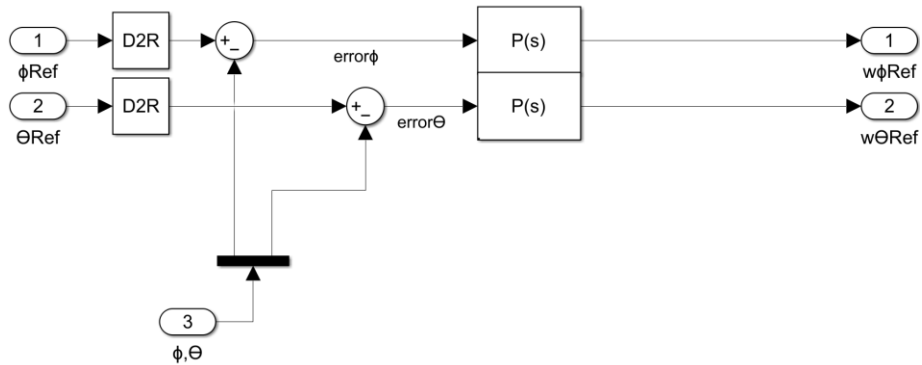 1
D2R
+
−
P(s)
1
ϕRef
errorϕ
wϕRef
2
D2R
+
−
P(s)
2
ΘRef
errorΘ
wΘRef
3
ϕ,Θ